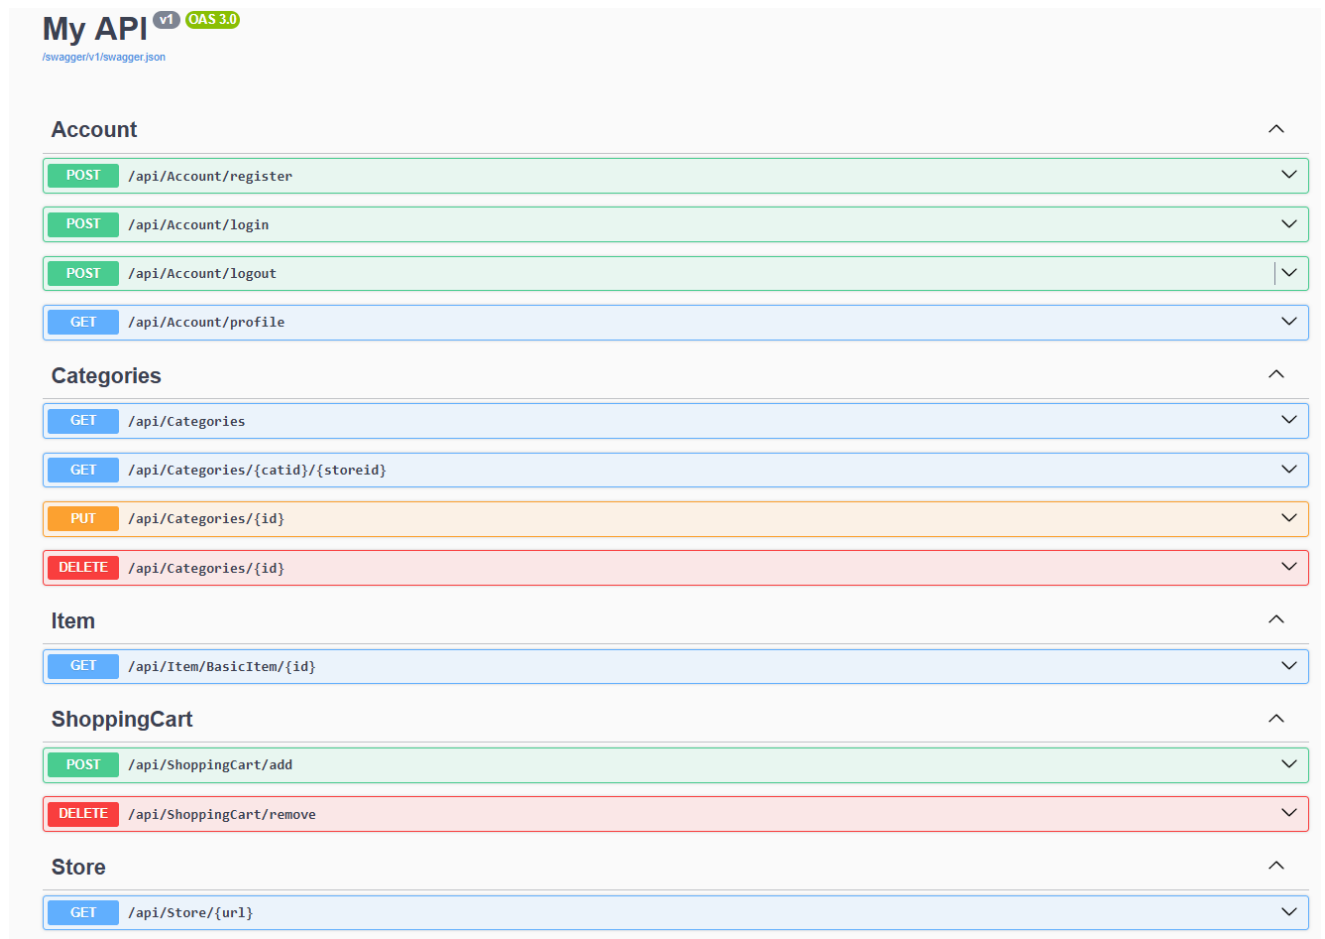 My API v1 OAS 3.0
/swagger/v1/swagger.json
Account
POST /api/Account/register
POST /api/Account/login
POST /api/Account/logout
GET /api/Account/profile
Categories
GET /api/Categories
GET /api/Categories/{catid}/{storeid}
PUT /api/Categories/{id}
DELETE /api/Categories/{id}
Item
GET /api/Item/BasicItem/{id}
ShoppingCart
POST /api/ShoppingCart/add
DELETE /api/ShoppingCart/remove
Store
GET /api/Store/{url}